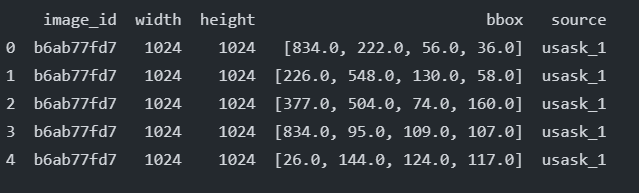 image_id width height bbox source
0 b6ab77fd7 1024 1024 [834.0, 222.0, 56.0, 36.0] usask_1
1 b6ab77fd7 1024 1024 [226.0, 548.0, 130.0, 58.0] usask_1
2 b6ab77fd7 1024 1024 [377.0, 504.0, 74.0, 160.0] usask_1
3 b6ab77fd7 1024 1024 [834.0, 95.0, 109.0, 107.0] usask_1
4 b6ab77fd7 1024 1024 [26.0, 144.0, 124.0, 117.0] usask_1